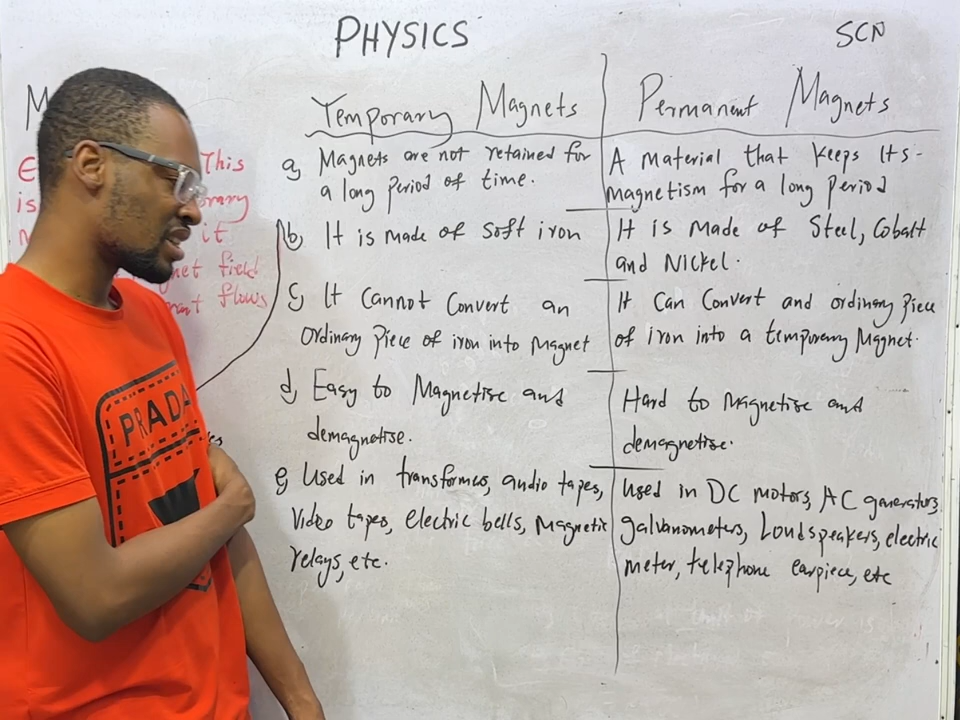 PHYSICS
SCN
This
is
it
field
flows
PRADA
Temporary Magnets
a, Magnets are not retained for
a long period of time.
b, It is made of soft iron
c, It Cannot Convert an
Ordinary piece of iron into Magnet
d, Easy to Magnetise and
demagnetise.
e, Used in transformes, audio tapes,
Video tapes, electric bells, Magnetic
relays, etc.
Permanent Magnets
A material that keeps Its-
magnetism for a long period
It is made of Steel, Cobalt
and Nickel.
It Can Convert and ordinary piece
of iron into a temporary Magnet.
Hard to Magnetise and
demagnetise.
Used in DC motors, AC generators,
galvanometers, Loudspeakers, electric
meter, telephone earpiece, etc